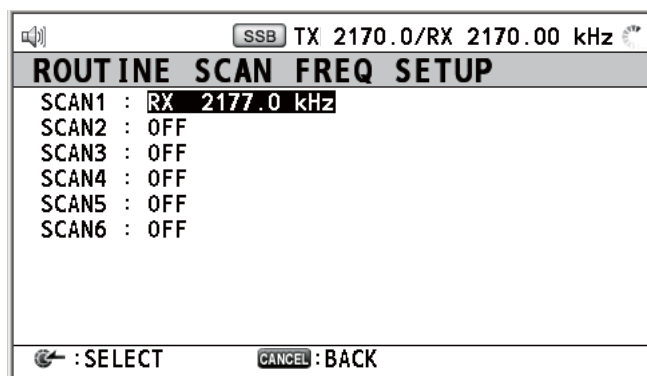 SSB TX 2170.0/RX 2170.00 kHz
ROUTINE SCAN FREQ SETUP
SCAN1 : RX 2177.0 kHz
SCAN2 : OFF
SCAN3 : OFF
SCAN4 : OFF
SCAN5 : OFF
SCAN6 : OFF
:SELECT CANCEL :BACK